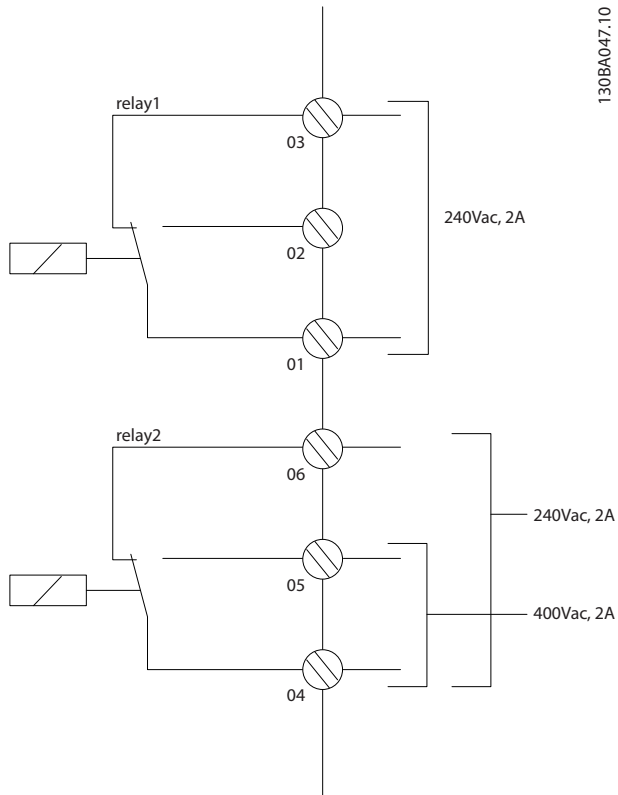 130BA047.10
relay1
03
02
240Vac, 2A
01
relay2
06
240Vac, 2A
05
400Vac, 2A
04